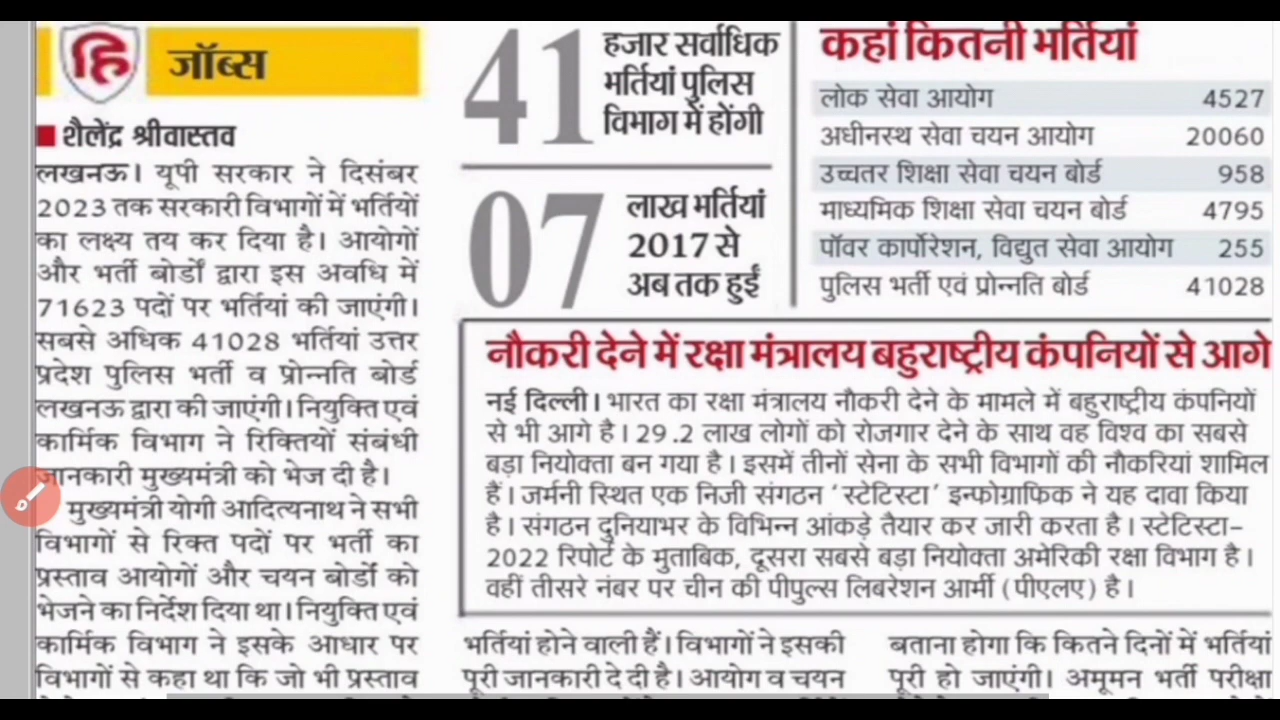 हि
जॉब्स
शैलेंद्र श्रीवास्तव
लखनऊ। यूपी सरकार ने दिसंबर
2023 तक सरकारी विभागों में भर्तियों
का लक्ष्य तय कर दिया है। आयोगों
और भर्ती बोर्डों द्वारा इस अवधि में
71623 पदों पर भर्तियां की जाएंगी।
सबसे अधिक 41028 भर्तियां उत्तर
प्रदेश पुलिस भर्ती व प्रोन्नति बोर्ड
लखनऊ द्वारा की जाएंगी। नियुक्ति एवं
कार्मिक विभाग ने रिक्तियों संबंधी
जानकारी मुख्यमंत्री को भेज दी है।
मुख्यमंत्री योगी आदित्यनाथ ने सभी
विभागों से रिक्त पदों पर भर्ती का
प्रस्ताव आयोगों और चयन बोर्डों को
भेजने का निर्देश दिया था। नियुक्ति एवं
कार्मिक विभाग ने इसके आधार पर
विभागों से कहा था कि जो भी प्रस्ताव
41
हजार सर्वाधिक
भर्तियां पुलिस
विभाग में होंगी
07
लाख भर्तियां
2017 से
अब तक हुईं
कहां कितनी भर्तियां
लोक सेवा आयोग 4527
अधीनस्थ सेवा चयन आयोग 20060
उच्चतर शिक्षा सेवा चयन बोर्ड 958
माध्यमिक शिक्षा सेवा चयन बोर्ड 4795
पॉवर कार्पोरेशन, विद्युत सेवा आयोग 255
पुलिस भर्ती एवं प्रोन्नति बोर्ड 41028
नौकरी देने में रक्षा मंत्रालय बहुराष्ट्रीय कंपनियों से आगे
नई दिल्ली। भारत का रक्षा मंत्रालय नौकरी देने के मामले में बहुराष्ट्रीय कंपनियों
से भी आगे है। 29.2 लाख लोगों को रोजगार देने के साथ वह विश्व का सबसे
बड़ा नियोक्ता बन गया है। इसमें तीनों सेना के सभी विभागों की नौकरियां शामिल
हैं। जर्मनी स्थित एक निजी संगठन ‘स्टेटिस्टा’ इन्फोग्राफिक ने यह दावा किया
है। संगठन दुनियाभर के विभिन्न आंकड़े तैयार कर जारी करता है। स्टेटिस्टा-
2022 रिपोर्ट के मुताबिक, दूसरा सबसे बड़ा नियोक्ता अमेरिकी रक्षा विभाग है।
वहीं तीसरे नंबर पर चीन की पीपुल्स लिबरेशन आर्मी (पीएलए) है।
भर्तियां होने वाली हैं। विभागों ने इसकी
पूरी जानकारी दे दी है। आयोग व चयन
बताना होगा कि कितने दिनों में भर्तियां
पूरी हो जाएंगी। अमूमन भर्ती परीक्षा